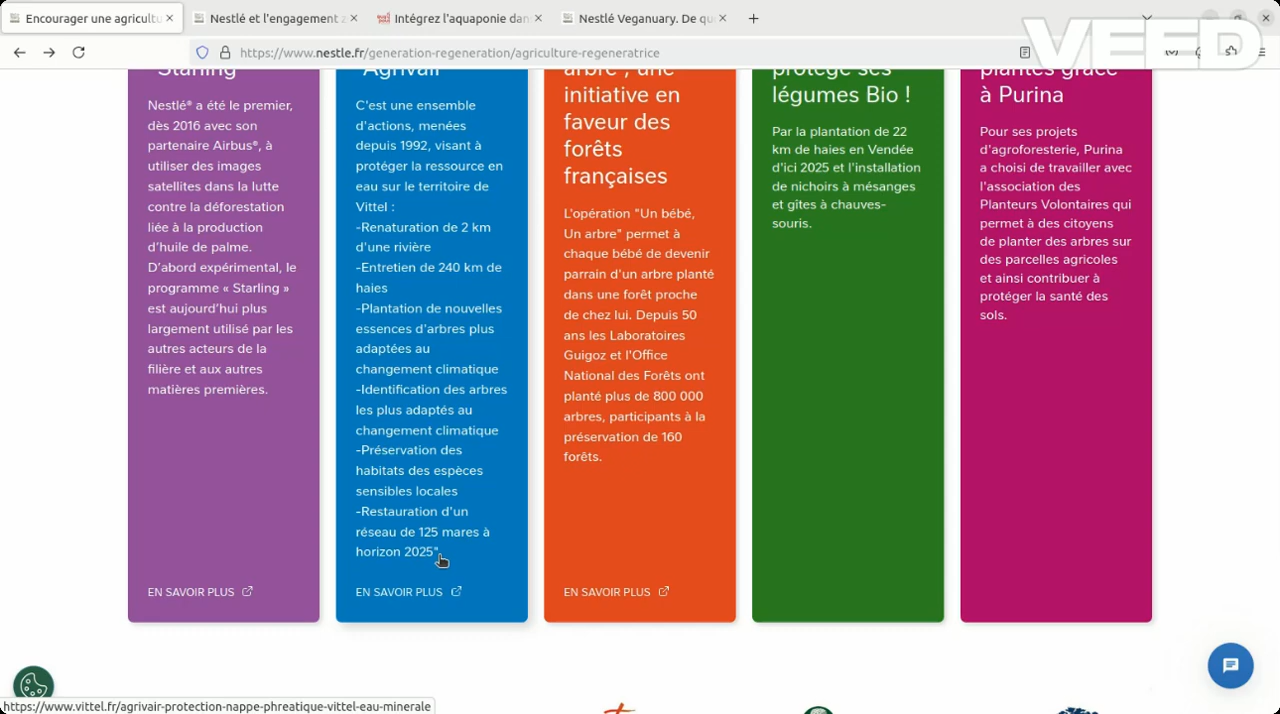 Encourager une agricultu
Nestlé et l'engagement z
Intégrez l'aquaponie dan
Nestlé Veganuary. De qu
VEED
https://www.nestle.fr/generation-regeneration/agriculture-regeneratrice
Starling
Nestlé® a été le premier,
dès 2016 avec son
partenaire Airbus®, à
utiliser des images
satellites dans la lutte
contre la déforestation
liée à la production
d'huile de palme.
D'abord expérimental, le
programme « Starling »
est aujourd'hui plus
largement utilisé par les
autres acteurs de la
filière et aux autres
matières premières.
EN SAVOIR PLUS
Agrivair
C'est une ensemble
d'actions, menées
depuis 1992, visant à
protéger la ressource en
eau sur le territoire de
Vittel :
-Renaturation de 2 km
d'une rivière
-Entretien de 240 km de
haies
-Plantation de nouvelles
essences d'arbres plus
adaptées au
changement climatique
-Identification des arbres
les plus adaptés au
changement climatique
-Préservation des
habitats des espèces
sensibles locales
-Restauration d'un
réseau de 125 mares à
horizon 2025"
EN SAVOIR PLUS
arbre", une
initiative en
faveur des
forêts
françaises
L'opération "Un bébé,
Un arbre" permet à
chaque bébé de devenir
parrain d'un arbre planté
dans une forêt proche
de chez lui. Depuis 50
ans les Laboratoires
Guigoz et l'Office
National des Forêts ont
planté plus de 800 000
arbres, participants à la
préservation de 160
forêts.
EN SAVOIR PLUS
protège ses
légumes Bio !
Par la plantation de 22
km de haies en Vendée
d'ici 2025 et l'installation
de nichoirs à mésanges
et gîtes à chauves-
souris.
plantes grâce
à Purina
Pour ses projets
d'agroforesterie, Purina
a choisi de travailler avec
l'association des
Planteurs Volontaires qui
permet à des citoyens
de planter des arbres sur
des parcelles agricoles
et ainsi contribuer à
protéger la santé des
sols.
https://www.vittel.fr/agrivair-protection-nappe-phreatique-vittel-eau-minerale